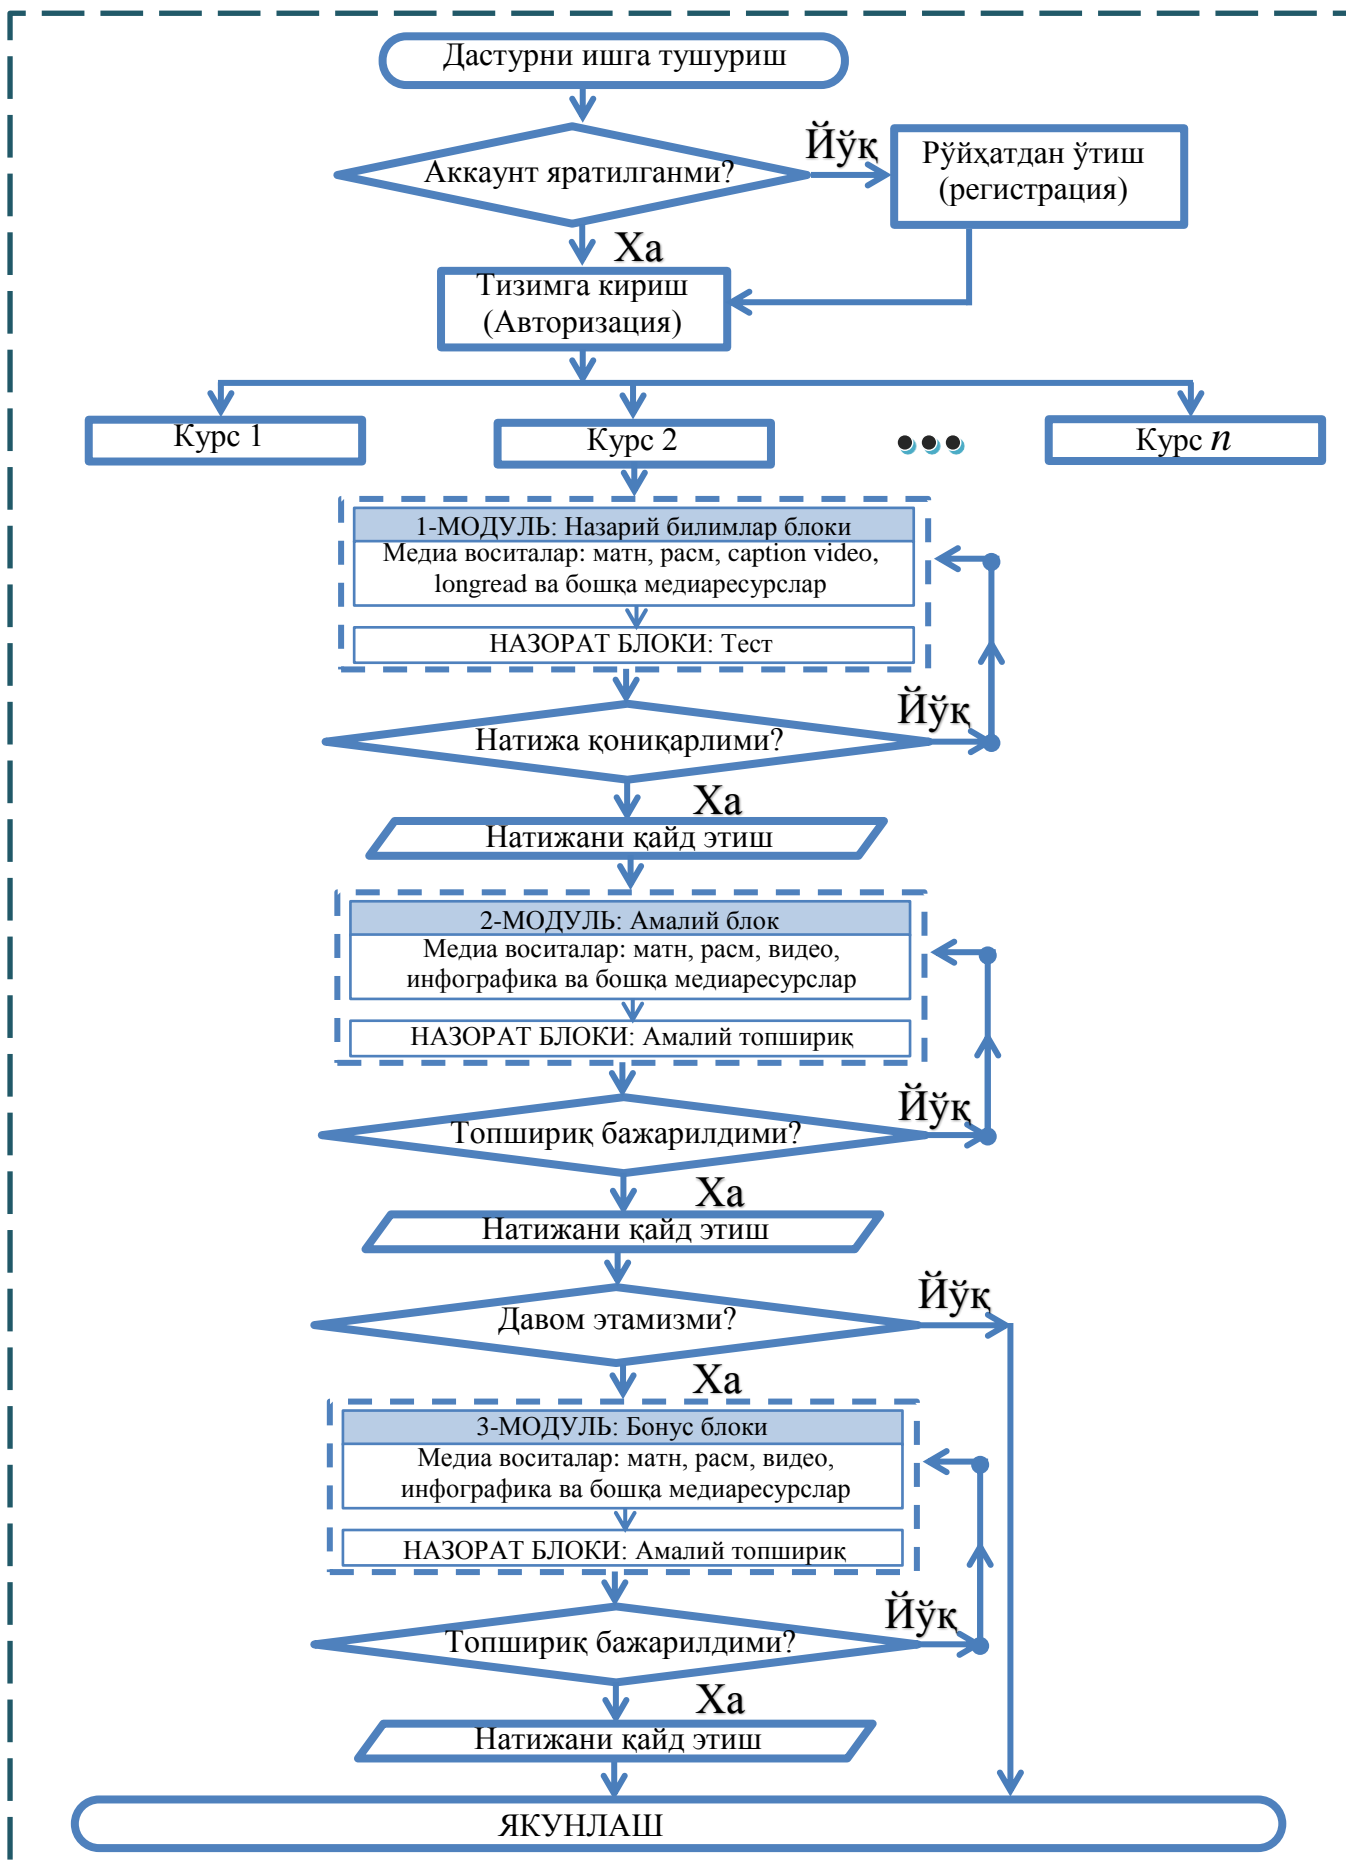 Дастурни ишга тушуриш
Аккаунт яратилганми?
Йўқ
Рўйҳатдан ўтиш
(регистрация)
Ха
Тизимга кириш
(Авторизация)
Курс 1
Курс 2
Курс n
1-МОДУЛЬ: Назарий билимлар блоки
Медиа воситалар: матн, расм, caption video,
longread ва бошқа медиаресурслар
НАЗОРАТ БЛОКИ: Тест
Натижа қониқарлими?
Йўқ
Ха
Натижани қайд этиш
2-МОДУЛЬ: Амалий блок
Медиа воситалар: матн, расм, видео,
инфографика ва бошқа медиаресурслар
НАЗОРАТ БЛОКИ: Амалий топшириқ
Топшириқ бажарилдими?
Йўқ
Ха
Натижани қайд этиш
Давом этамизми?
Йўқ
Ха
3-МОДУЛЬ: Бонус блоки
Медиа воситалар: матн, расм, видео,
инфографика ва бошқа медиаресурслар
НАЗОРАТ БЛОКИ: Амалий топшириқ
Топшириқ бажарилдими?
Йўқ
Ха
Натижани қайд этиш
ЯКУНЛАШ